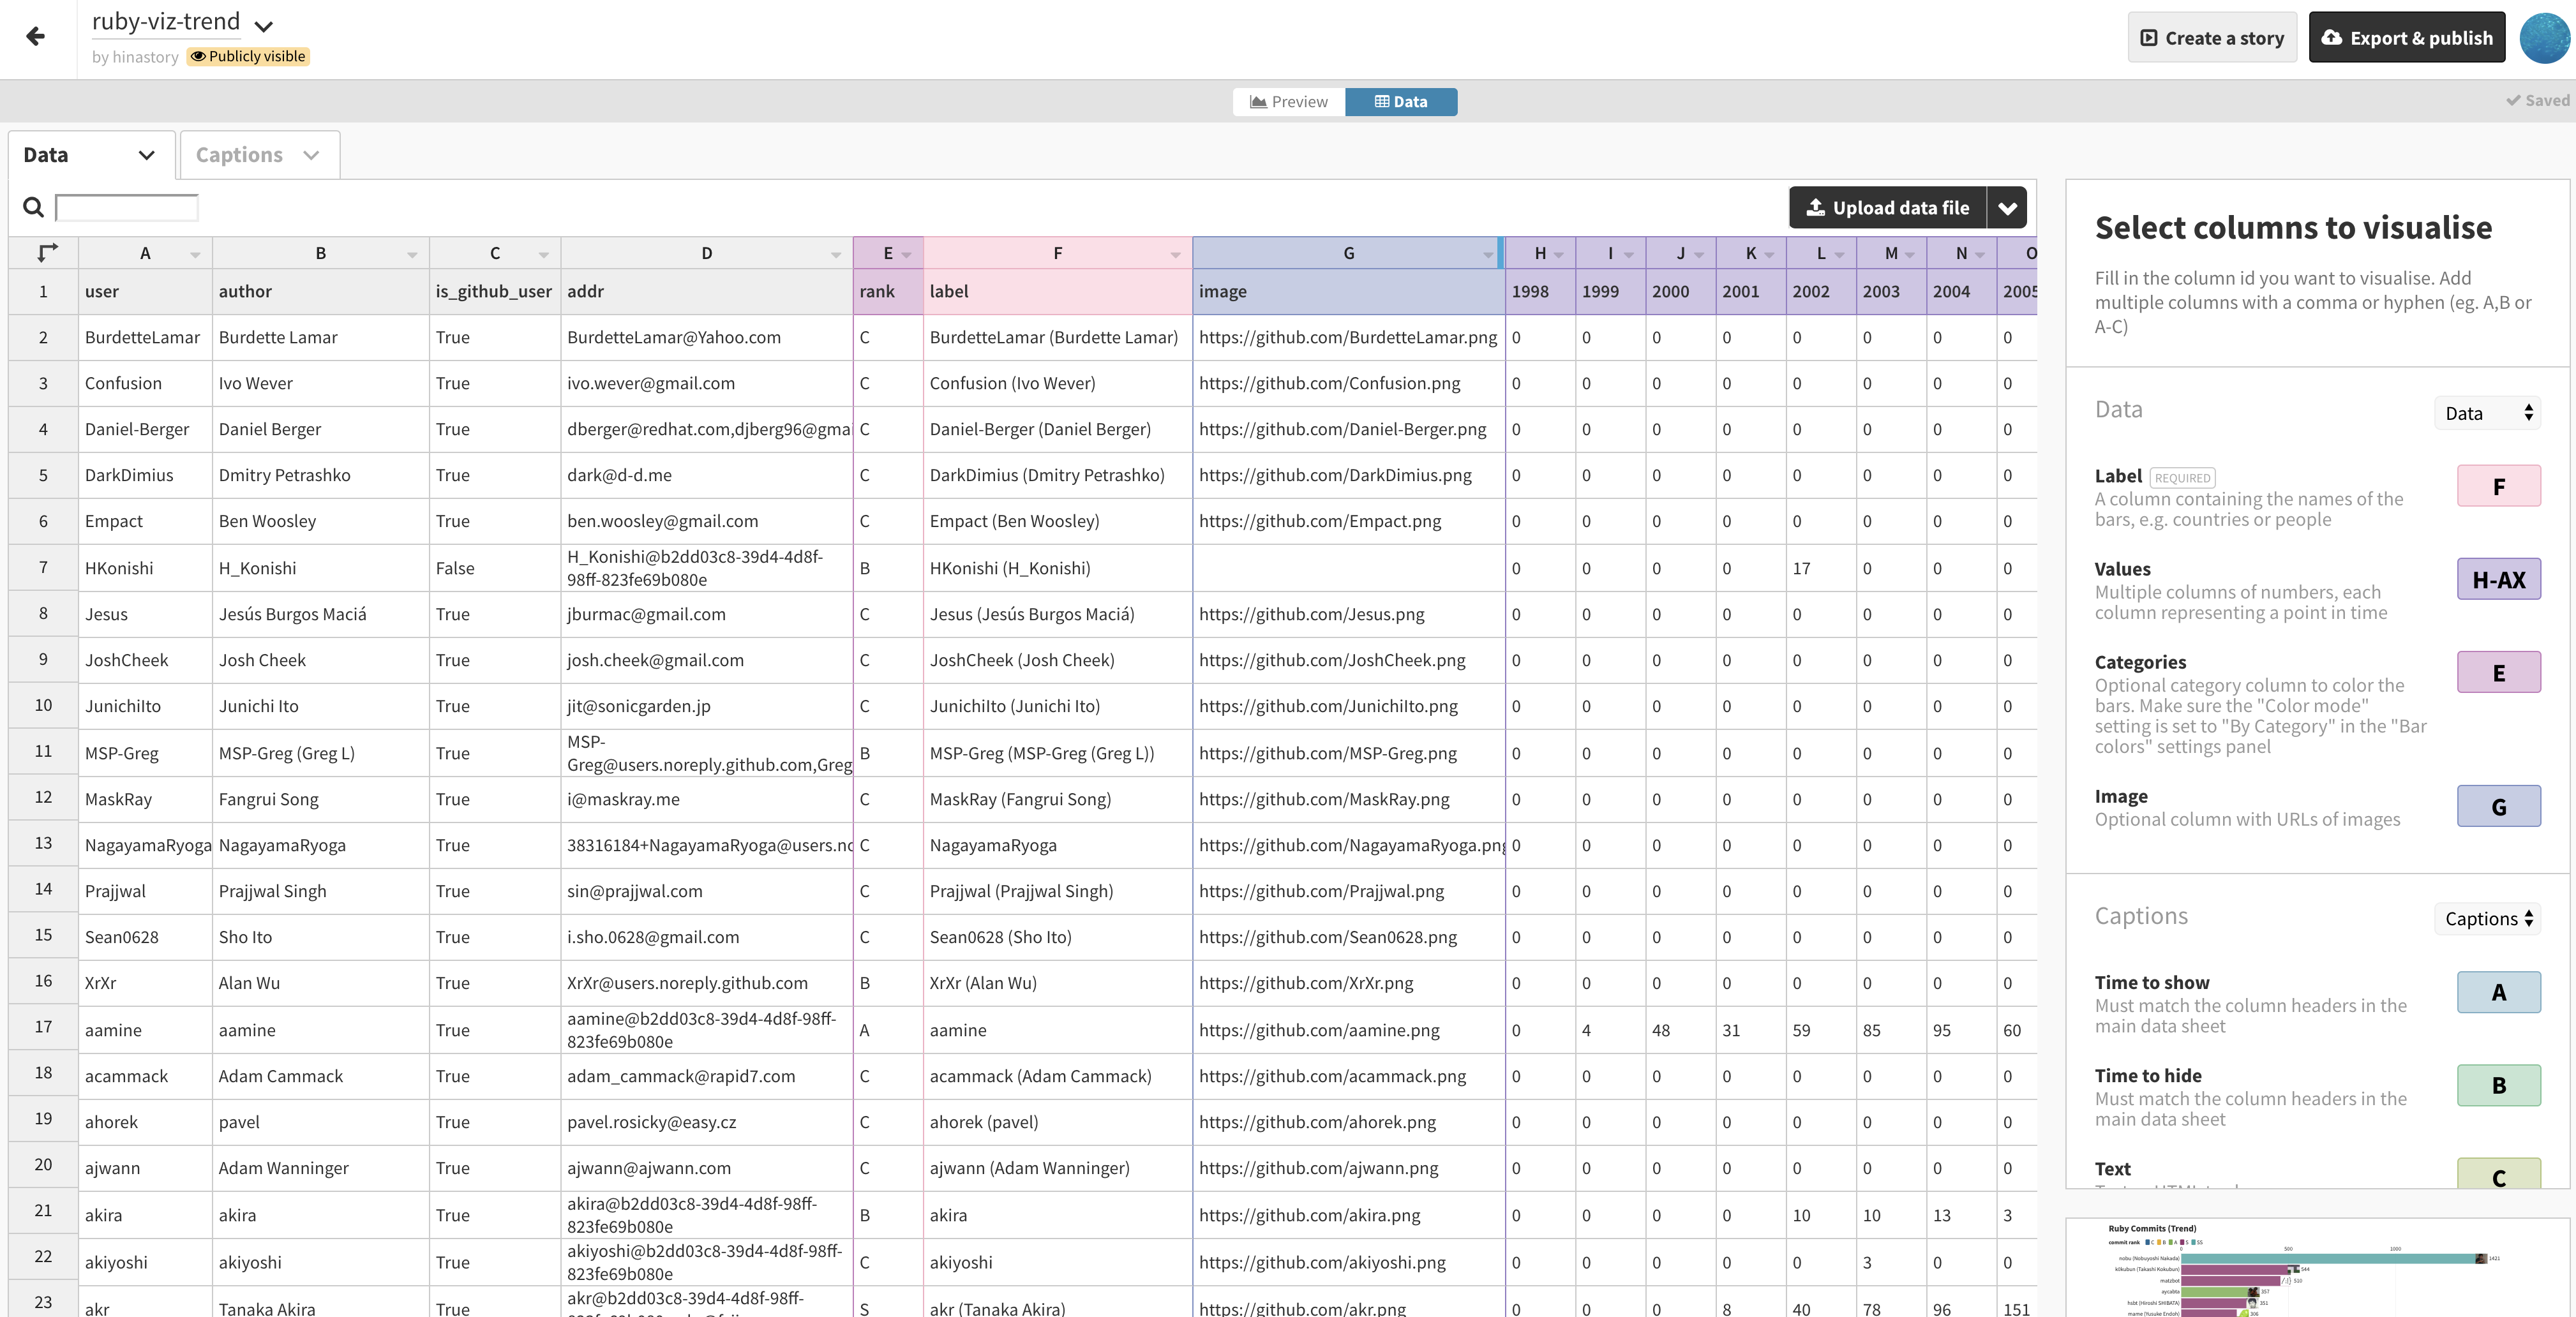 ruby-viz-trend
by hinastory Publicly visible
Create a story
Export & publish
Preview
Data
Saved
Data
Captions
Upload data file
A B C D E F G H I J K L M N O
1 user author is_github_user addr rank label image 1998 1999 2000 2001 2002 2003 2004 2005
2 BurdetteLamar Burdette Lamar True BurdetteLamar@Yahoo.com C BurdetteLamar (Burdette Lamar) https://github.com/BurdetteLamar.png 0 0 0 0 0 0 0 0
3 Confusion Ivo Wever True ivo.wever@gmail.com C Confusion (Ivo Wever) https://github.com/Confusion.png 0 0 0 0 0 0 0 0
4 Daniel-Berger Daniel Berger True dberger@redhat.com,djberg96@gmai C Daniel-Berger (Daniel Berger) https://github.com/Daniel-Berger.png 0 0 0 0 0 0 0 0
5 DarkDimius Dmitry Petrashko True dark@d-d.me C DarkDimius (Dmitry Petrashko) https://github.com/DarkDimius.png 0 0 0 0 0 0 0 0
6 Empact Ben Woosley True ben.woosley@gmail.com C Empact (Ben Woosley) https://github.com/Empact.png 0 0 0 0 0 0 0 0
7 HKonishi H_Konishi False H_Konishi@b2dd03c8-39d4-4d8f-
98ff-823fe69b080e B HKonishi (H_Konishi) 0 0 0 0 17 0 0 0
8 Jesus Jesús Burgos Maciá True jburmac@gmail.com C Jesus (Jesús Burgos Maciá) https://github.com/Jesus.png 0 0 0 0 0 0 0 0
9 JoshCheek Josh Cheek True josh.cheek@gmail.com C JoshCheek (Josh Cheek) https://github.com/JoshCheek.png 0 0 0 0 0 0 0 0
10 JunichiIto Junichi Ito True jit@sonicgarden.jp C JunichiIto (Junichi Ito) https://github.com/JunichiIto.png 0 0 0 0 0 0 0 0
11 MSP-Greg MSP-Greg (Greg L) True MSP-
Greg@users.noreply.github.com,Greg B MSP-Greg (MSP-Greg (Greg L)) https://github.com/MSP-Greg.png 0 0 0 0 0 0 0 0
12 MaskRay Fangrui Song True i@maskray.me C MaskRay (Fangrui Song) https://github.com/MaskRay.png 0 0 0 0 0 0 0 0
13 NagayamaRyoga NagayamaRyoga True 38316184+NagayamaRyoga@users.no C NagayamaRyoga https://github.com/NagayamaRyoga.png 0 0 0 0 0 0 0 0
14 Prajjwal Prajjwal Singh True sin@prajjwal.com C Prajjwal (Prajjwal Singh) https://github.com/Prajjwal.png 0 0 0 0 0 0 0 0
15 Sean0628 Sho Ito True i.sho.0628@gmail.com C Sean0628 (Sho Ito) https://github.com/Sean0628.png 0 0 0 0 0 0 0 0
16 XrXr Alan Wu True XrXr@users.noreply.github.com B XrXr (Alan Wu) https://github.com/XrXr.png 0 0 0 0 0 0 0 0
17 aamine aamine True aamine@b2dd03c8-39d4-4d8f-98ff-
823fe69b080e A aamine https://github.com/aamine.png 0 4 48 31 59 85 95 60
18 acammack Adam Cammack True adam_cammack@rapid7.com C acammack (Adam Cammack) https://github.com/acammack.png 0 0 0 0 0 0 0 0
19 ahorek pavel True pavel.rosicky@easy.cz C ahorek (pavel) https://github.com/ahorek.png 0 0 0 0 0 0 0 0
20 ajwann Adam Wanninger True ajwann@ajwann.com C ajwann (Adam Wanninger) https://github.com/ajwann.png 0 0 0 0 0 0 0 0
21 akira akira True akira@b2dd03c8-39d4-4d8f-98ff-
823fe69b080e B akira https://github.com/akira.png 0 0 0 0 10 10 13 3
22 akiyoshi akiyoshi True akiyoshi@b2dd03c8-39d4-4d8f-98ff-
823fe69b080e C akiyoshi https://github.com/akiyoshi.png 0 0 0 0 0 3 0 0
23 akr Tanaka Akira True akr@b2dd03c8-39d4-4d8f-98ff- S akr (Tanaka Akira) https://github.com/akr.png 0 0 0 8 40 78 96 151
Select columns to visualise
Fill in the column id you want to visualise. Add
multiple columns with a comma or hyphen (eg. A,B or
A-C)
Data Data
Label REQUIRED F
A column containing the names of the
bars, e.g. countries or people
Values H-AX
Multiple columns of numbers, each
column representing a point in time
Categories E
Optional category column to color the
bars. Make sure the "Color mode"
setting is set to "By Category" in the "Bar
colors" settings panel
Image G
Optional column with URLs of images
Captions Captions
Time to show A
Must match the column headers in the
main data sheet
Time to hide B
Must match the column headers in the
main data sheet
Text C
Ruby Commits (Trend)
commit rank C B A S SS
0 500 1000
nobu (Nobuyoshi Nakada) 1421
k0kubun (Takashi Kokubun) 544
matzbot 510
aycabta 357
hsbt (Hiroshi SHIBATA) 351
mame (Yusuke Endoh)